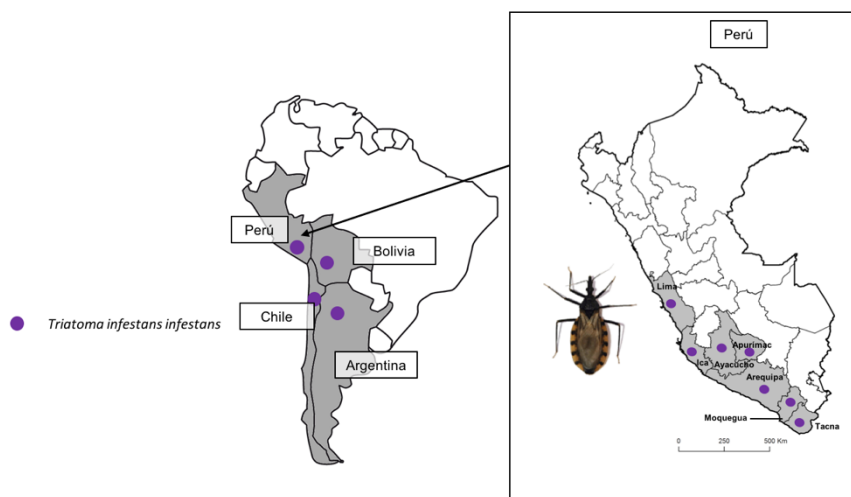 Perú
Perú
Bolivia
Chile
Argentina
Triatoma infestans infestans
Lima
Apurimac
Ica
Ayacucho
Arequipa
Moquegua
Tacna
0 250 500 Km